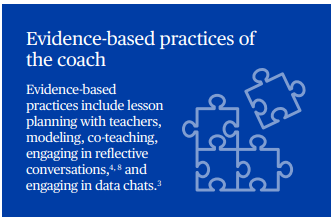 Evidence-based practices of
the coach
Evidence-based
practices include lesson
planning with teachers,
modeling, co-teaching,
engaging in reflective
conversations,⁴,⁸ and
engaging in data chats.³